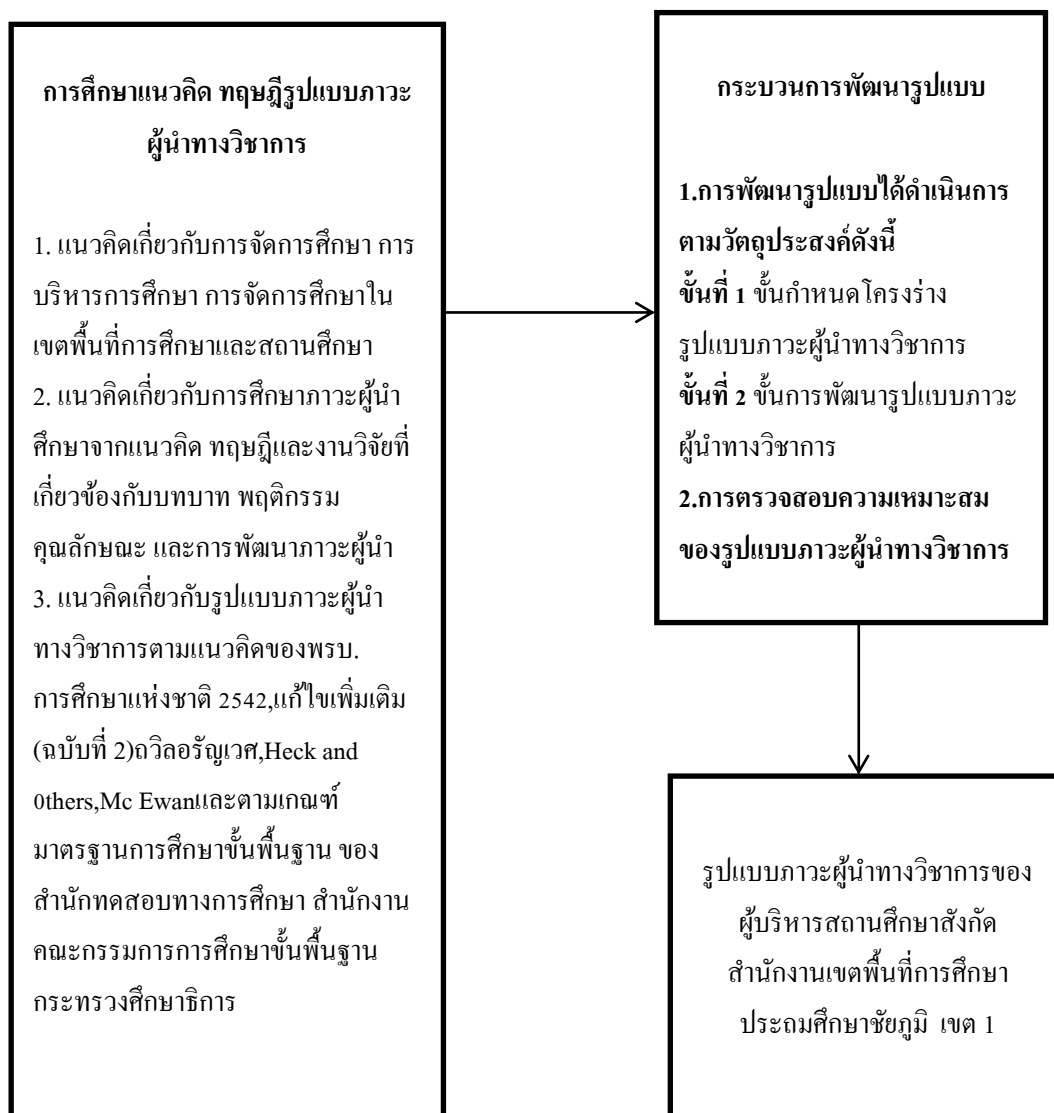 การศึกษาแนวคิด ทฤษฎีรูปแบบภาวะ
ผู้นำทางวิชาการ
1. แนวคิดเกี่ยวกับการจัดการศึกษา การ
บริหารการศึกษา การจัดการศึกษาใน
เขตพื้นที่การศึกษาและสถานศึกษา
2. แนวคิดเกี่ยวกับการศึกษาภาวะผู้นำ
ศึกษาจากแนวคิด ทฤษฎีและงานวิจัยที่
เกี่ยวข้องกับบทบาท พฤติกรรม
คุณลักษณะ และการพัฒนาภาวะผู้นำ
3. แนวคิดเกี่ยวกับรูปแบบภาวะผู้นำ
ทางวิชาการตามแนวคิดของพรบ.
การศึกษาแห่งชาติ 2542,แก้ไขเพิ่มเติม
(ฉบับที่ 2)ถวิลอรัญเวศ,Heck and
0thers,Mc Ewanและตามเกณฑ์
มาตรฐานการศึกษาขั้นพื้นฐาน ของ
สำนักทดสอบทางการศึกษา สำนักงาน
คณะกรรมการการศึกษาขั้นพื้นฐาน
กระทรวงศึกษาธิการ
กระบวนการพัฒนารูปแบบ
1.การพัฒนารูปแบบได้ดำเนินการ
ตามวัตถุประสงค์ดังนี้
ขั้นที่ 1 ขั้นกำหนดโครงร่าง
รูปแบบภาวะผู้นำทางวิชาการ
ขั้นที่ 2 ขั้นการพัฒนารูปแบบภาวะ
ผู้นำทางวิชาการ
2.การตรวจสอบความเหมาะสม
ของรูปแบบภาวะผู้นำทางวิชาการ
รูปแบบภาวะผู้นำทางวิชาการของ
ผู้บริหารสถานศึกษาสังกัด
สำนักงานเขตพื้นที่การศึกษา
ประถมศึกษาชัยภูมิ เขต 1